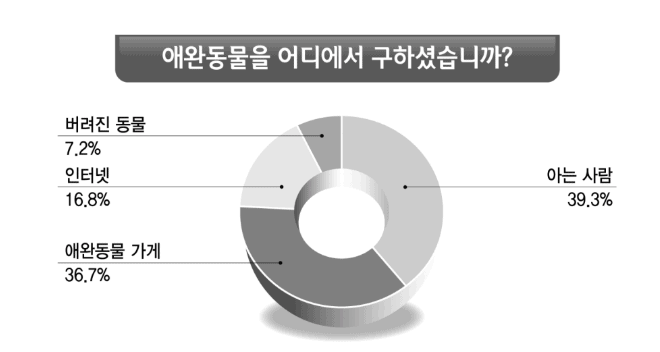 애완동물을 어디에서 구하셨습니까?
버려진 동물
7.2%
인터넷
16.8%
애완동물 가게
36.7%
아는 사람
39.3%